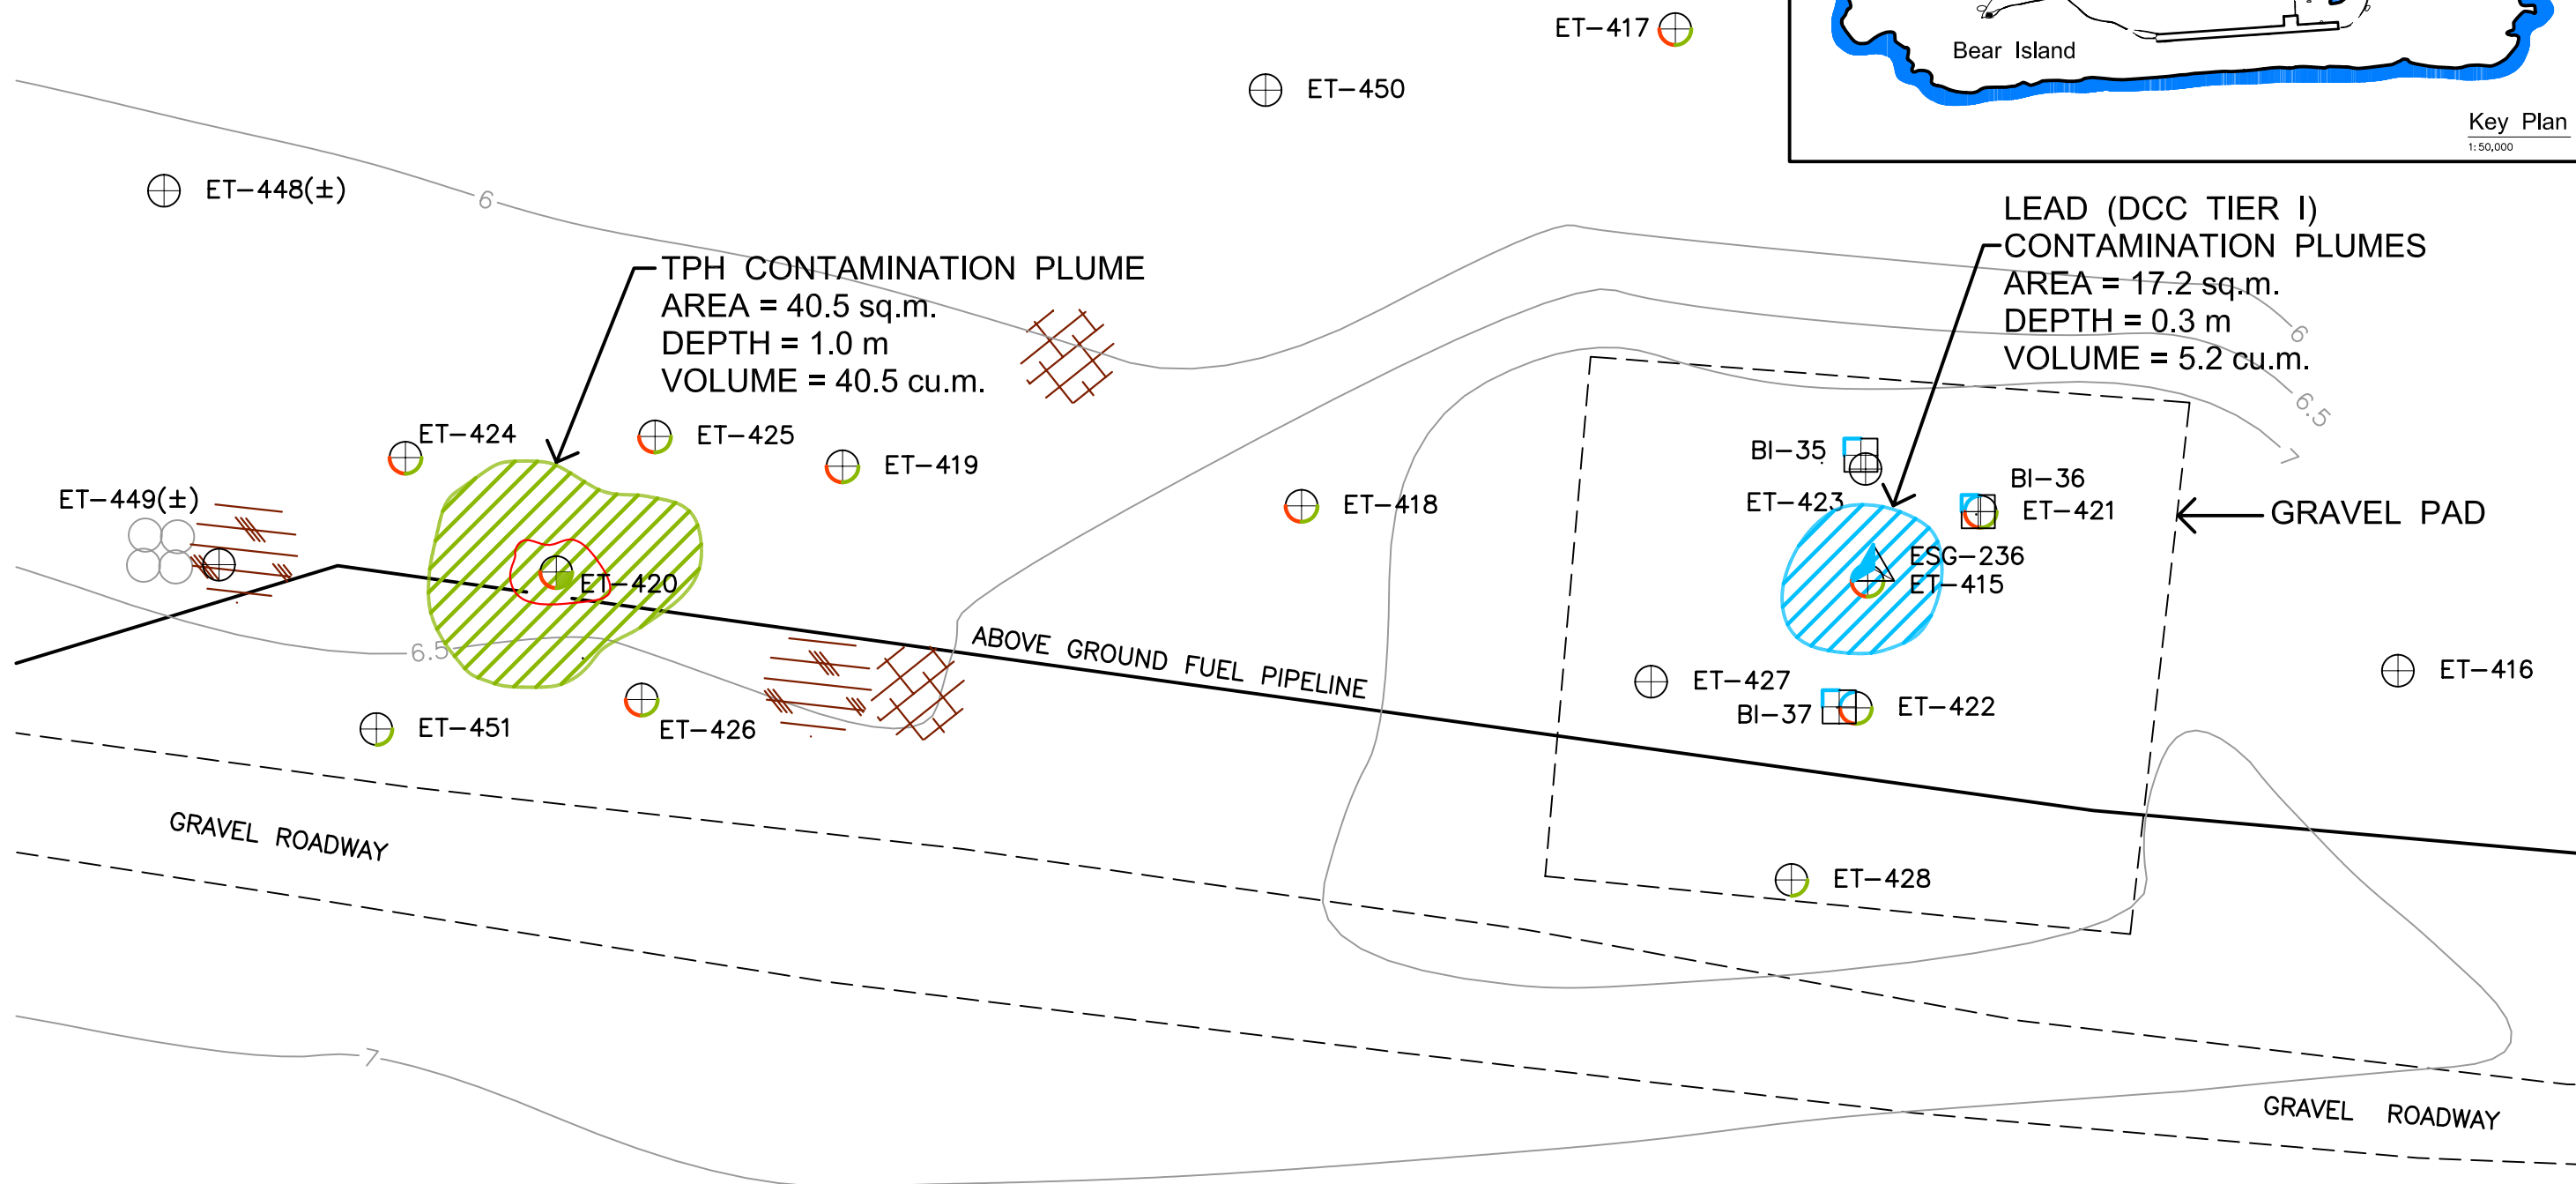 ET-417
Bear Island
ET-450
Key Plan
1:50,000
ET-448(±)
6
LEAD (DCC TIER I)
CONTAMINATION PLUMES
AREA = 17.2 sq.m.
DEPTH = 0.3 m
VOLUME = 5.2 cu.m.
TPH CONTAMINATION PLUME
AREA = 40.5 sq.m.
DEPTH = 1.0 m
VOLUME = 40.5 cu.m.
6
6.5
7
ET-424
ET-425
ET-419
BI-35
BI-36
ET-449(±)
ET-418
ET-423
ET-421
GRAVEL PAD
ESG-236
ET-420
ET-415
6.5
ABOVE GROUND FUEL PIPELINE
ET-427
ET-416
ET-451
ET-426
BI-37
ET-422
GRAVEL ROADWAY
ET-428
7
GRAVEL ROADWAY